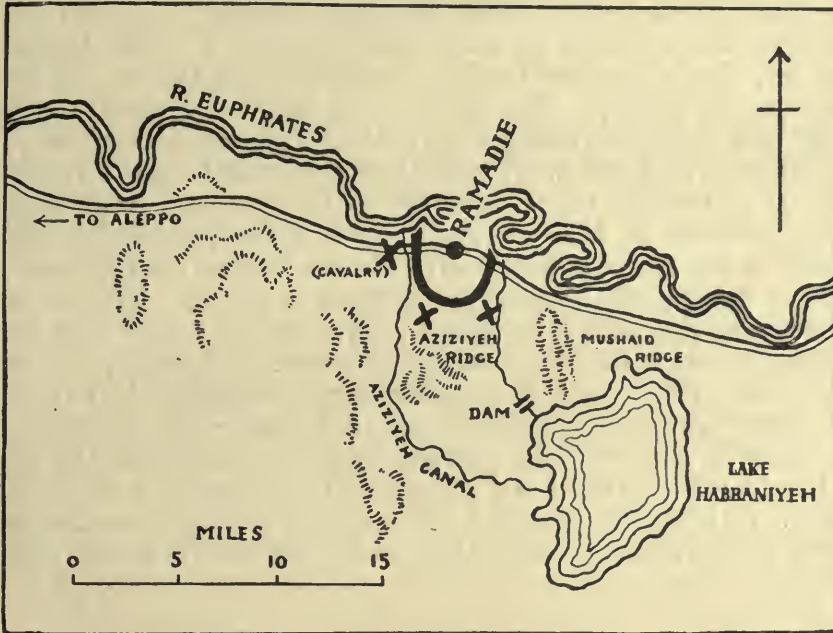 R. EUPHRATES
RAMADIE
← TO ALEPPO
(CAVALRY)
AZIZIYEH
RIDGE
MUSHAID
RIDGE
DAM
AZIZIYEH CANAL
LAKE
HABBANIYEH
MILES
0 5 10 15